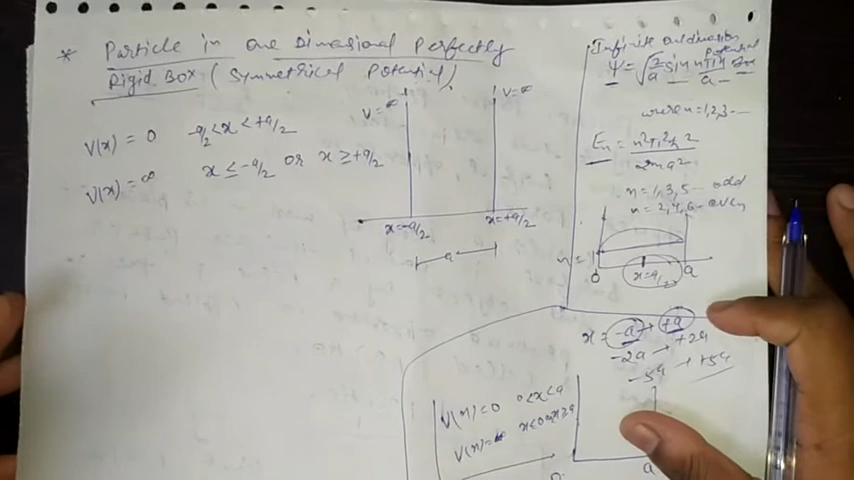 * Particle in one Dimensional Perfectly
Rigid Box (Symmetrical Potential)
V(x) = 0 -a/2 < x < +a/2
V(x) = ∞ x ≤ -a/2 or x ≥ +a/2
V=∞ V=∞
x=-a/2 x=+a/2
a
Infinite
Potential
ψ = √2/a sin nπx/a Box
where n=1,2,3---
En = n²π²ħ²/2ma²
n=1,3,5 - odd
n=2,4,6 - even
n=1
0 x=a/2 a
x = -a → +a
-2a → +2a
-5a → +5a
V(x)=0 0<x<a
V(x)=∞
0 a